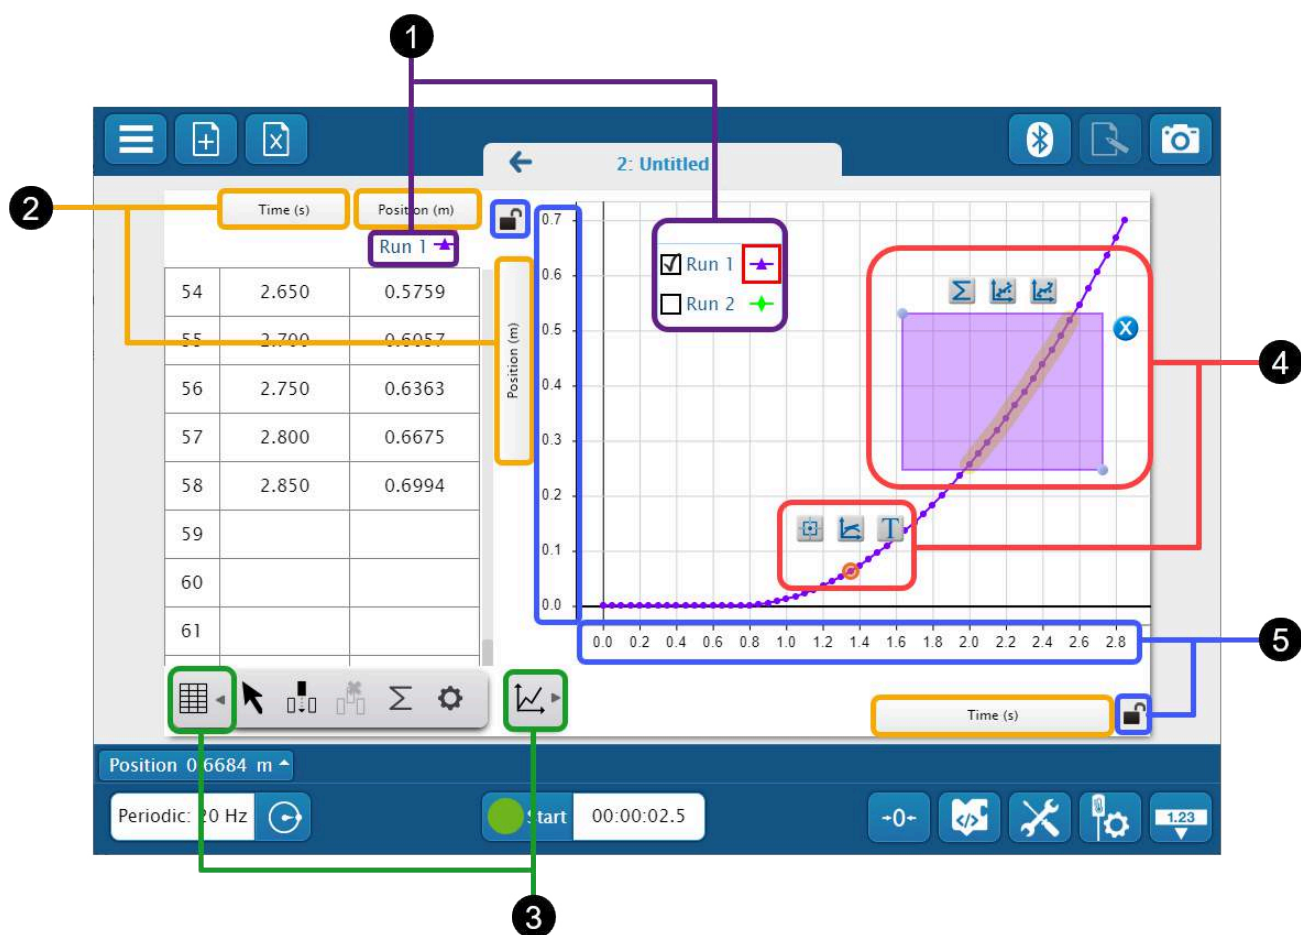 1
2: Untitled
2
Time (s) Position (m)
Run 1
54 2.650 0.5759
55 2.700 0.6057
56 2.750 0.6363
57 2.800 0.6675
58 2.850 0.6994
59
60
61
Position (m)
0.7
0.6
0.5
0.4
0.3
0.2
0.1
0.0
Run 1
Run 2
Σ
X
4
T
0.0 0.2 0.4 0.6 0.8 1.0 1.2 1.4 1.6 1.8 2.0 2.2 2.4 2.6 2.8
5
Σ
Time (s)
Position 0.6684 m
Periodic: 20 Hz
Start 00:00:02.5
0
</>
1.23
3